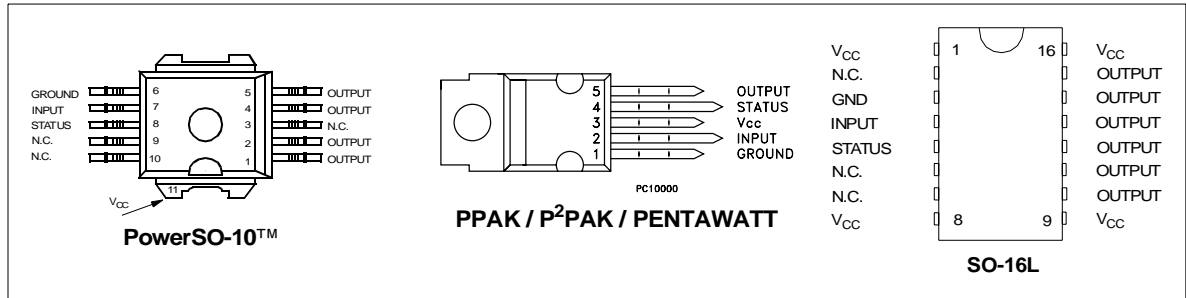 GROUND 6 5 OUTPUT
INPUT 7 4 OUTPUT
STATUS 8 3 N.C.
N.C. 9 2 OUTPUT
N.C. 10 1 OUTPUT
11
VCC
PowerSO-10™
5 OUTPUT
4 STATUS
3 Vcc
2 INPUT
1 GROUND
PC10000
PPAK / P²PAK / PENTAWATT
VCC 1 16 VCC
N.C. OUTPUT
GND OUTPUT
INPUT OUTPUT
STATUS OUTPUT
N.C. OUTPUT
N.C. OUTPUT
VCC 8 9 VCC
SO-16L